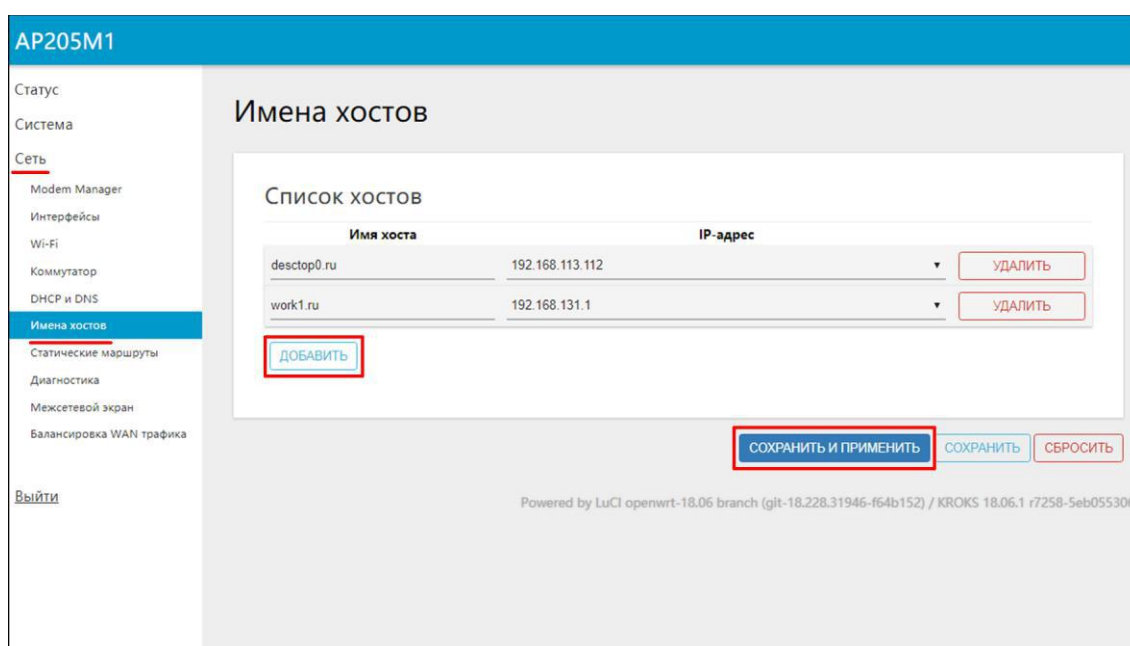 AP205M1
Статус
Система
Сеть
Modem Manager
Интерфейсы
Wi-Fi
Коммутатор
DHCP и DNS
Имена хостов
Статические маршруты
Диагностика
Межсетевой экран
Балансировка WAN трафика
Выйти
Имена хостов
Список хостов
Имя хоста IP-адрес
desctop0.ru 192.168.113.112 УДАЛИТЬ
work1.ru 192.168.131.1 УДАЛИТЬ
ДОБАВИТЬ
СОХРАНИТЬ И ПРИМЕНИТЬ СОХРАНИТЬ СБРОСИТЬ
Powered by LuCI openwrt-18.06 branch (git-18.228.31946-f64b152) / KROKS 18.06.1 r7258-5eb055306